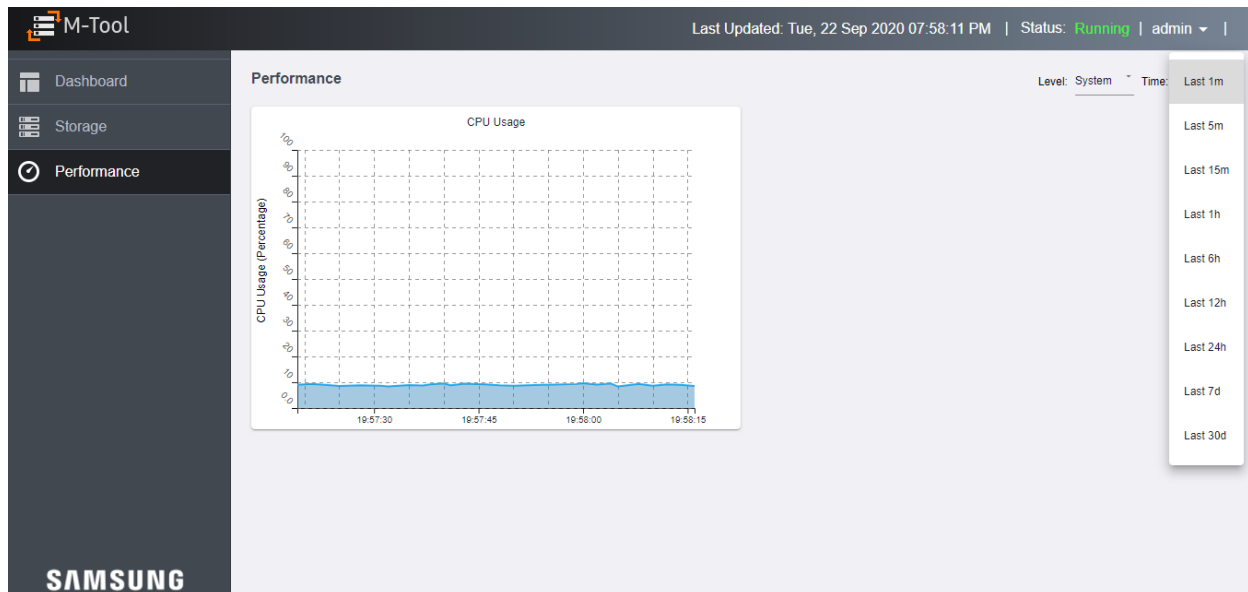 M-Tool
Last Updated: Tue, 22 Sep 2020 07:58:11 PM | Status: Running | admin |
Dashboard
Storage
Performance
Performance
Level: System Time:
Last 1m
Last 5m
Last 15m
Last 1h
Last 6h
Last 12h
Last 24h
Last 7d
Last 30d
CPU Usage
CPU Usage (Percentage)
100
90
80
70
60
50
40
30
20
10
0.0
19:57:30 19:57:45 19:58:00 19:58:15
SAMSUNG